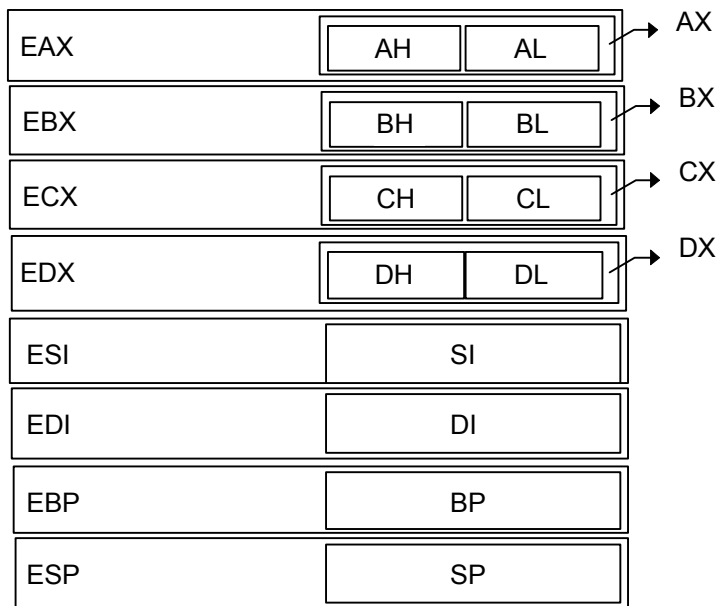 EAX AH AL AX
EBX BH BL BX
ECX CH CL CX
EDX DH DL DX
ESI SI
EDI DI
EBP BP
ESP SP